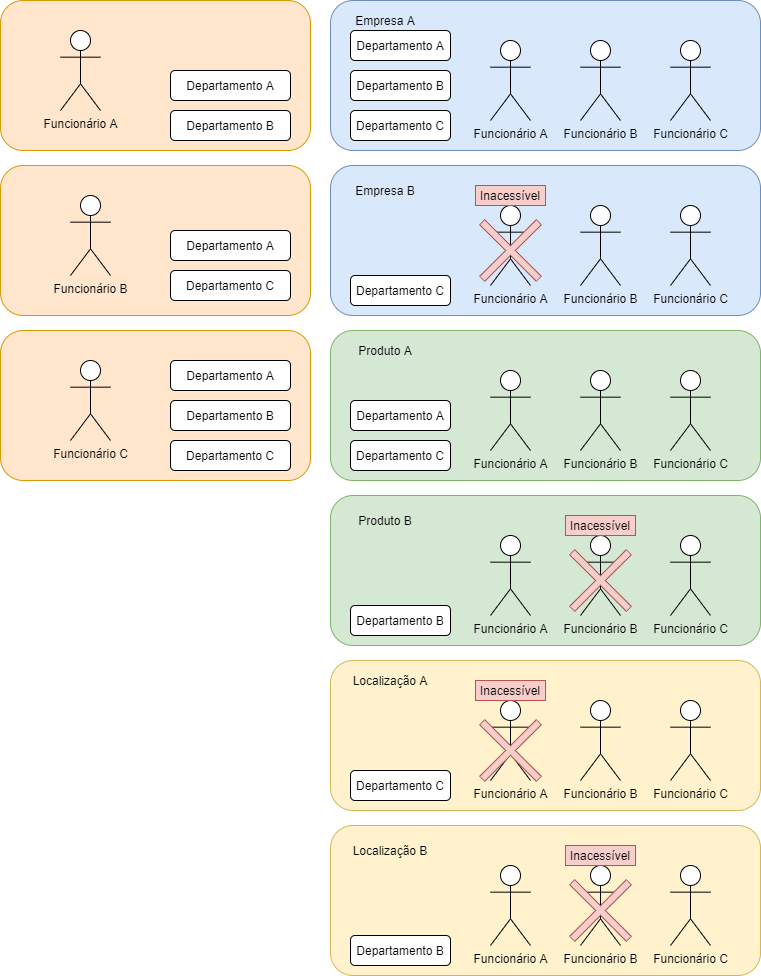 Funcionário A
Departamento A
Departamento B
Funcionário B
Departamento A
Departamento C
Funcionário C
Departamento A
Departamento B
Departamento C
Empresa A
Departamento A
Departamento B
Departamento C
Funcionário A
Funcionário B
Funcionário C
Empresa B
Inacessível
Departamento C
Funcionário A
Funcionário B
Funcionário C
Produto A
Departamento A
Departamento C
Funcionário A
Funcionário B
Funcionário C
Produto B
Inacessível
Departamento B
Funcionário A
Funcionário B
Funcionário C
Localização A
Inacessível
Departamento C
Funcionário A
Funcionário B
Funcionário C
Localização B
Inacessível
Departamento B
Funcionário A
Funcionário B
Funcionário C